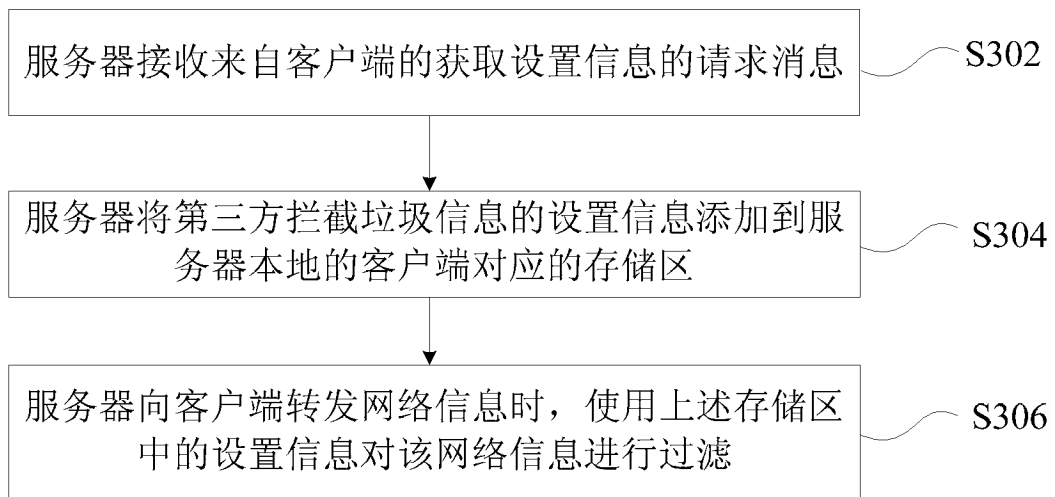 服务器接收来自客户端的获取设置信息的请求消息
S302
服务器将第三方拦截垃圾信息的设置信息添加到服
务器本地的客户端对应的存储区
S304
服务器向客户端转发网络信息时，使用上述存储区
中的设置信息对该网络信息进行过滤
S306